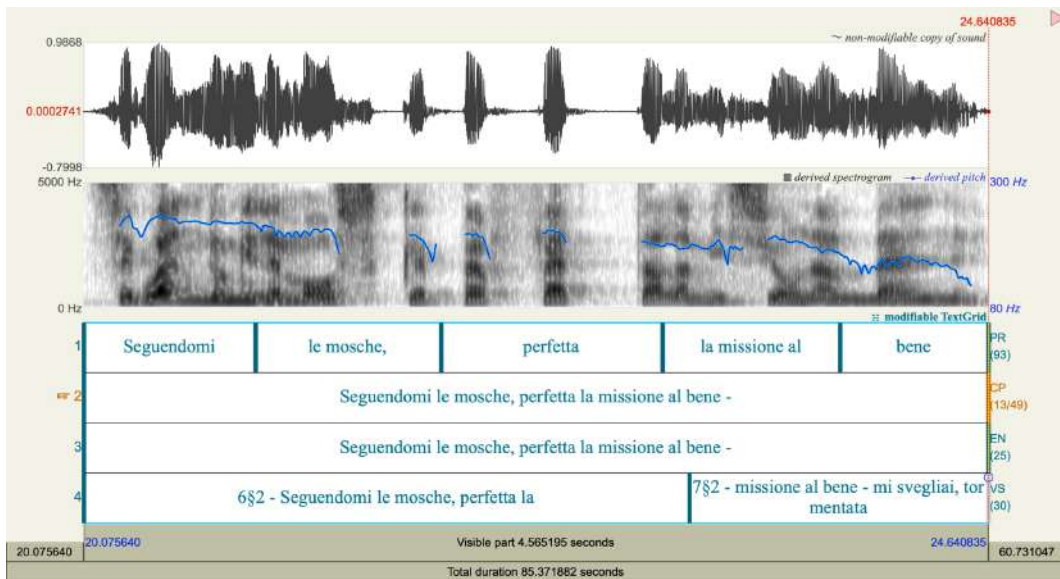 24.640835
0.9868
~ non-modifiable copy of sound
0.0002741
-0.7998
5000 Hz
derived spectrogram
derived pitch
300 Hz
0 Hz
80 Hz
modifiable TextGrid
1
Seguendomi
le mosche,
perfetta
la missione al
bene
PR
(93)
2
Seguendomi le mosche, perfetta la missione al bene -
CP
(13/49)
3
Seguendomi le mosche, perfetta la missione al bene -
EN
(25)
4
6§2 - Seguendomi le mosche, perfetta la
7§2 - missione al bene - mi svegliai, tor
mentata
VS
(30)
20.075640
20.075640
Visible part 4.565195 seconds
24.640835
60.731047
Total duration 85.371882 seconds